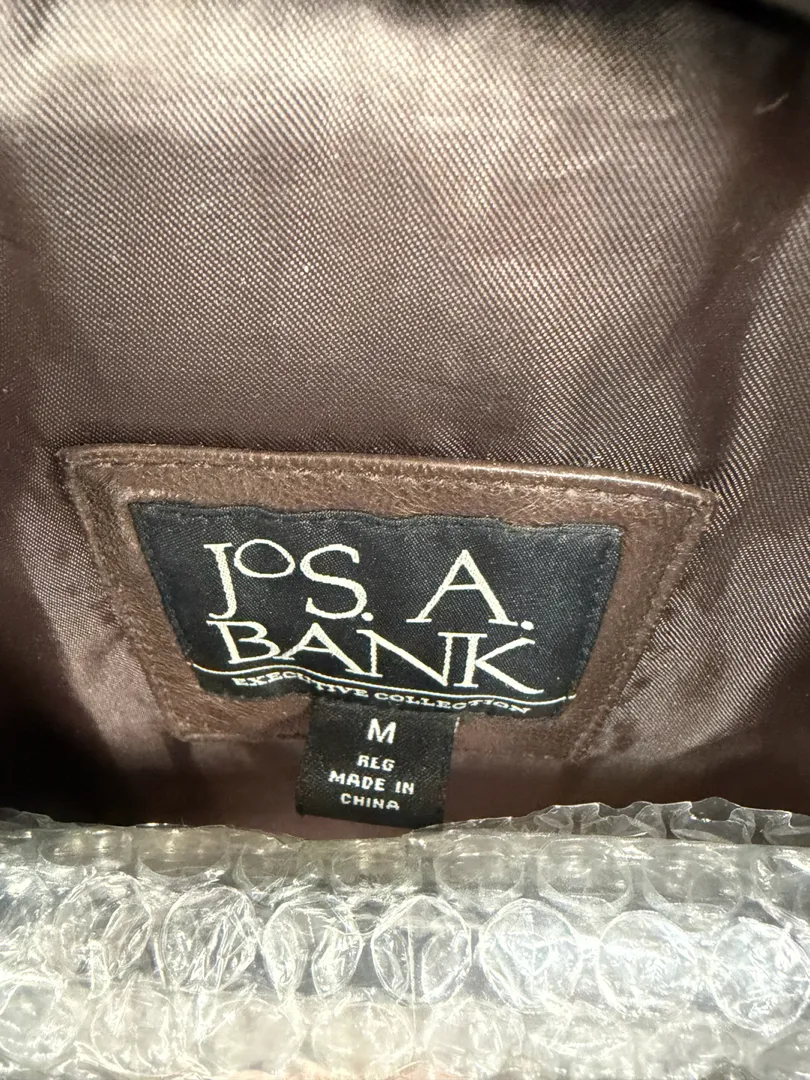 JOS. A.
BANK
EXECUTIVE COLLECTION
M
REG
MADE IN
CHINA